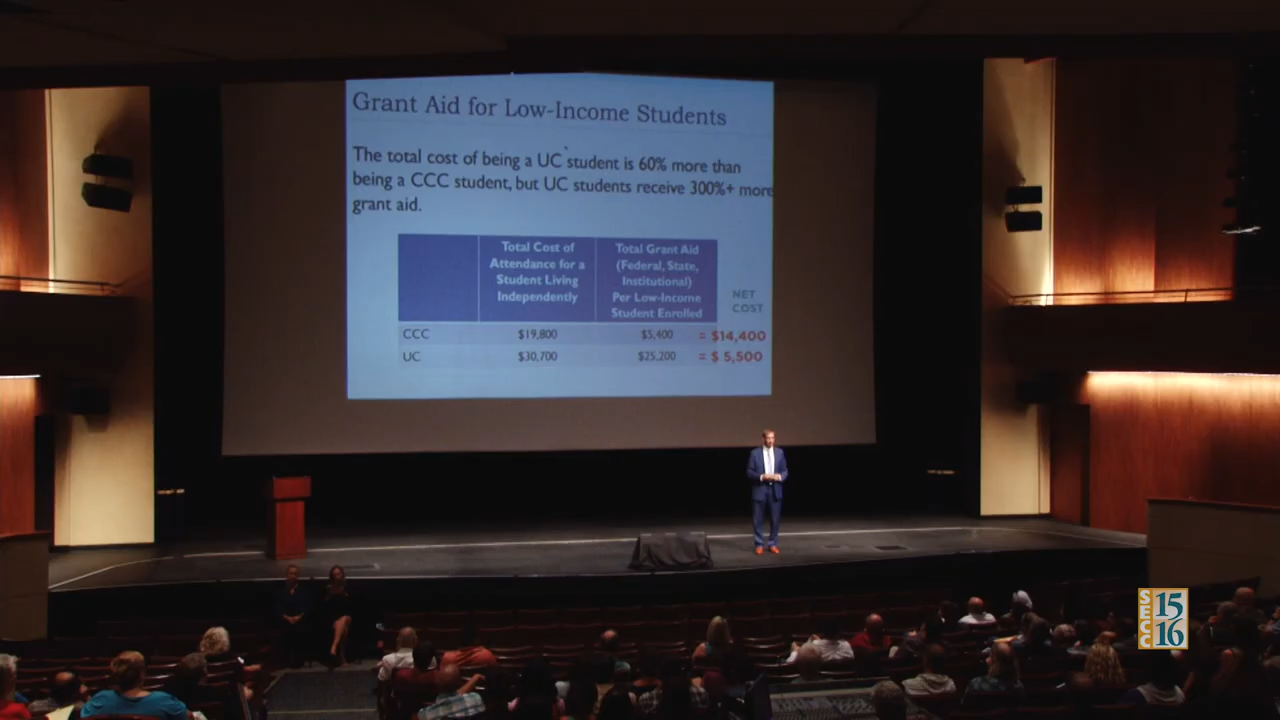 Grant Aid for Low-Income Students
The total cost of being a UC student is 60% more than
being a CCC student, but UC students receive 300%+ more
grant aid.
Total Cost of
Attendance for a
Student Living
Independently
Total Grant Aid
(Federal, State,
Institutional)
Per Low-Income
Student Enrolled
NET
COST
CCC $19,800 $5,400 = $14,400
UC $30,700 $25,200 = $ 5,500
SECC
15
16